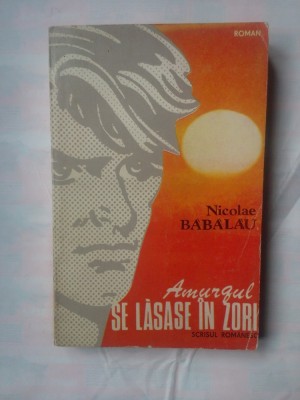 ROMAN
Nicolae
BABALAU
Amurgul
SE LĂSASE ÎN ZORI
SCRISUL ROMÂNESC